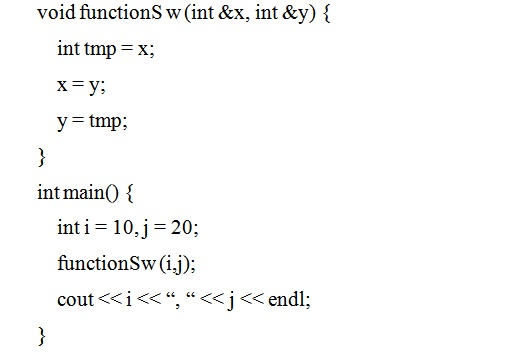 void functionS w (int &x, int &y) {
int tmp = x;
x = y;
y = tmp;
}
int main() {
int i = 10, j = 20;
functionSw (i,j);
cout << i << “, “ << j << endl;
}